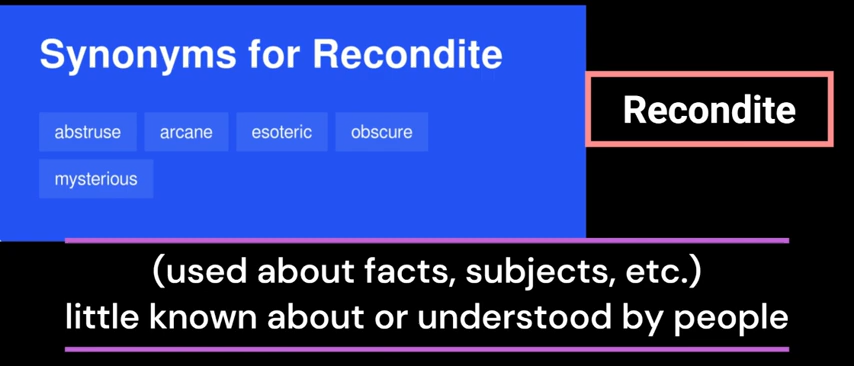 Synonyms for Recondite
abstruse arcane esoteric obscure
mysterious
Recondite
(used about facts, subjects, etc.)
little known about or understood by people